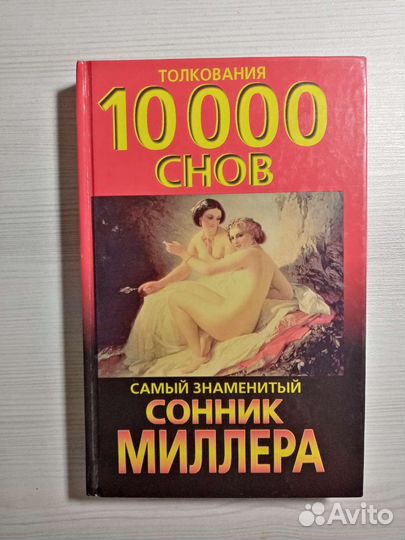 ТОЛКОВАНИЯ
10 000
СНОВ
САМЫЙ ЗНАМЕНИТЫЙ
СОННИК
МИЛЛЕРА
Avito